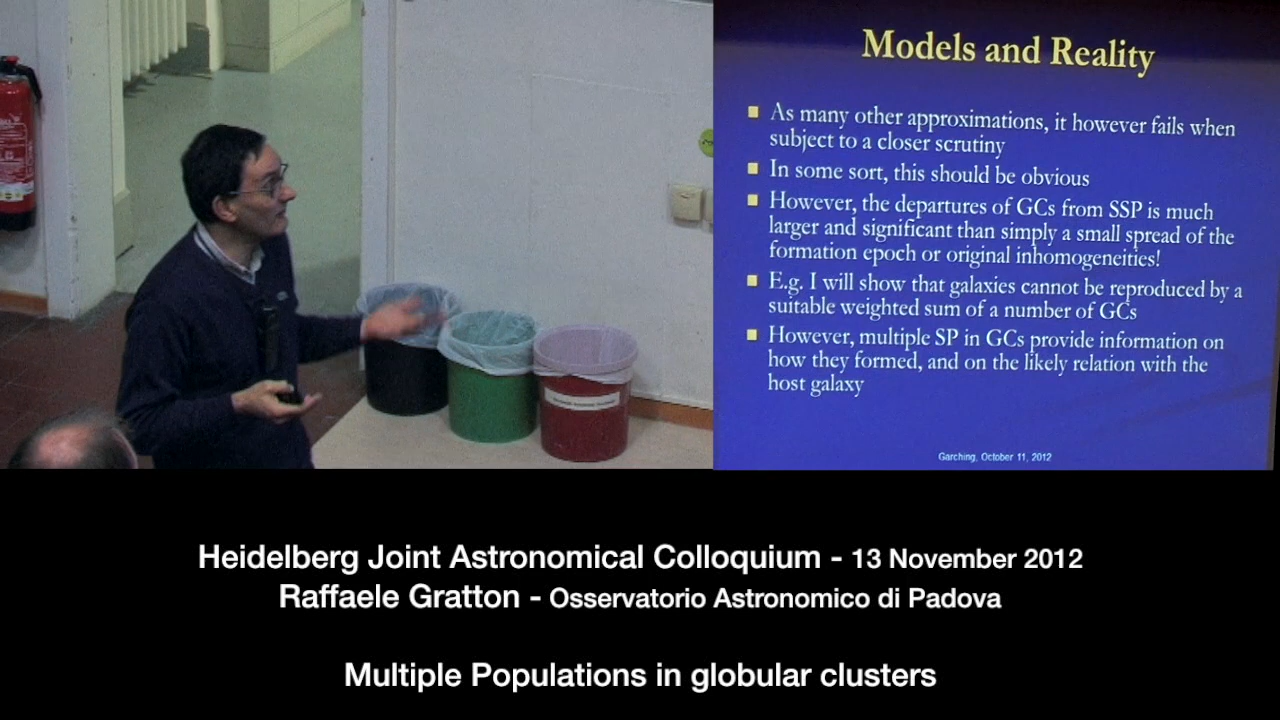 Models and Reality
As many other approximations, it however fails when
subject to a closer scrutiny
In some sort, this should be obvious
However, the departures of GCs from SSP is much
larger and significant than simply a small spread of the
formation epoch or original inhomogeneities!
E.g. I will show that galaxies cannot be reproduced by a
suitable weighted sum of a number of GCs
However, multiple SP in GCs provide information on
how they formed, and on the likely relation with the
host galaxy
Garching, October 11, 2012
Heidelberg Joint Astronomical Colloquium - 13 November 2012
Raffaele Gratton - Osservatorio Astronomico di Padova
Multiple Populations in globular clusters